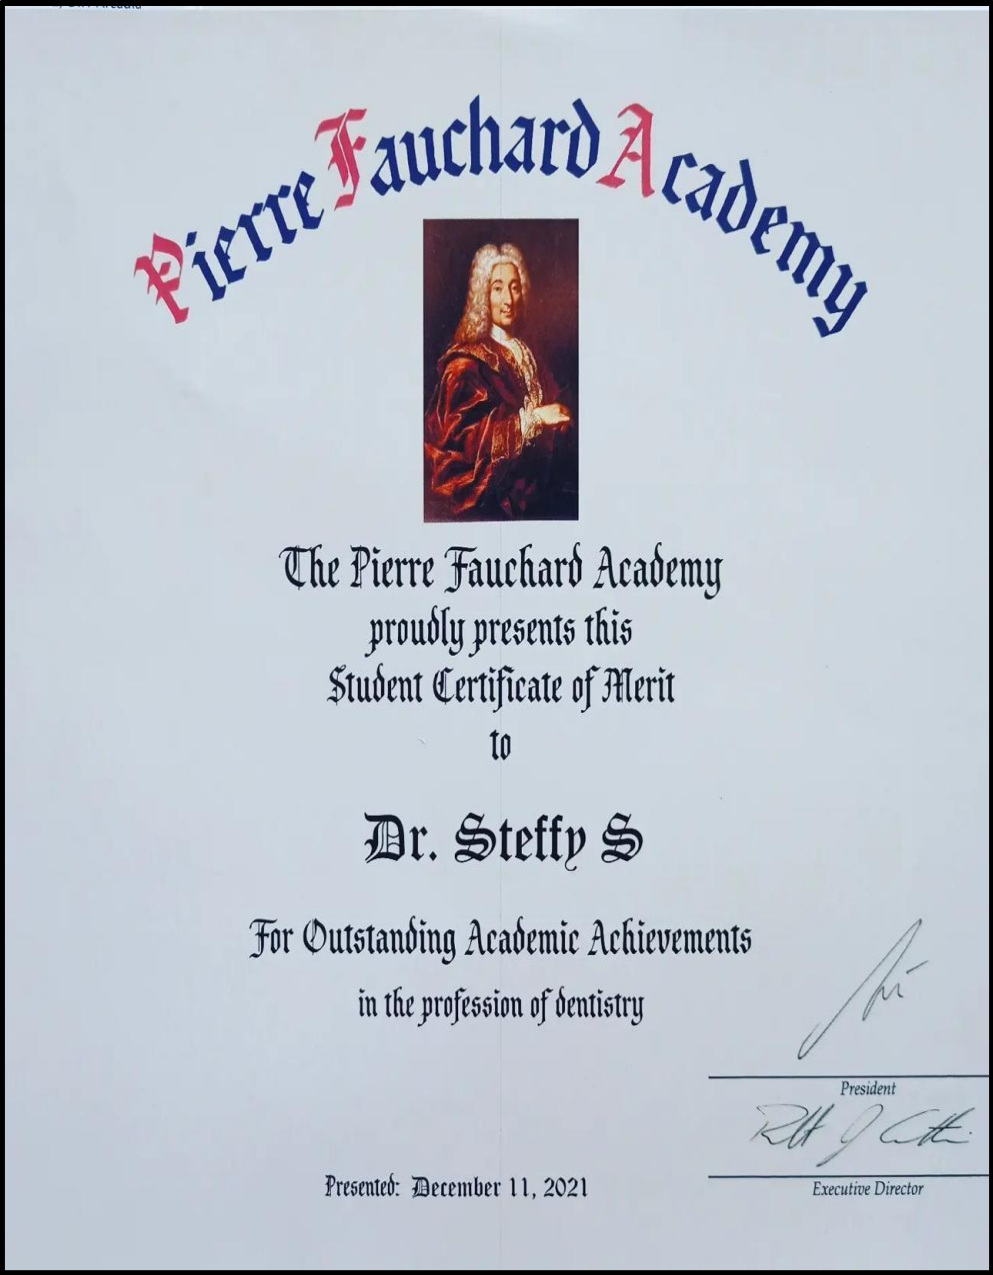 Pierre Fauchard Academy
The Pierre Fauchard Academy
proudly presents this
Student Certificate of Merit
to
Dr. Steffy S
For Outstanding Academic Achievements
in the profession of dentistry
President
Executive Director
Presented: December 11, 2021